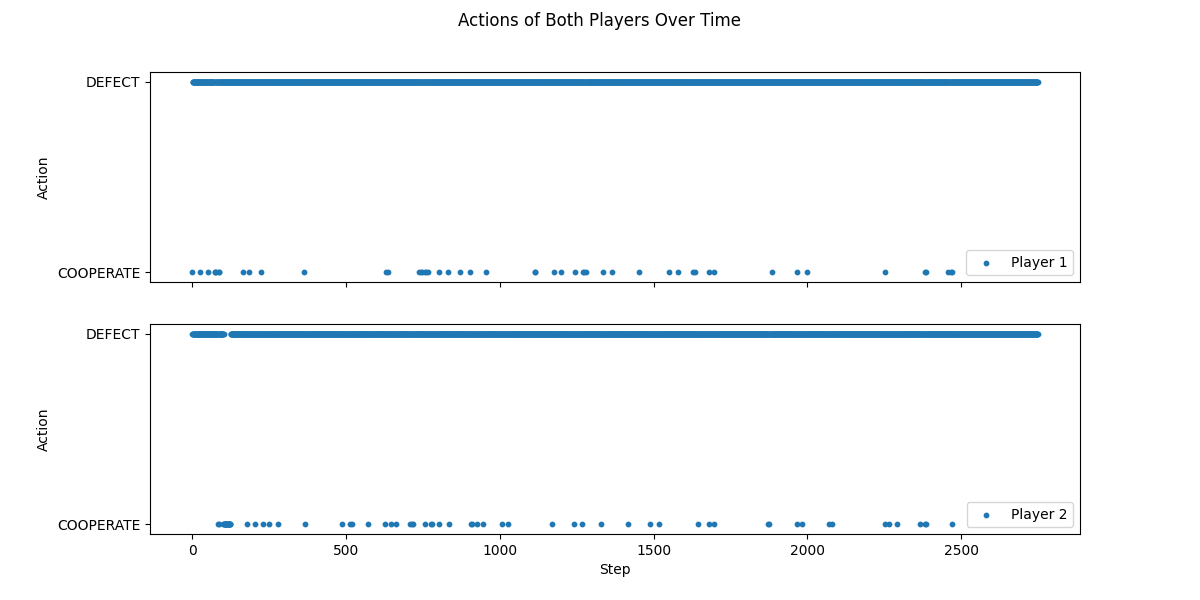 Actions of Both Players Over Time
DEFECT
Action
COOPERATE
Player 1
DEFECT
Action
COOPERATE
Player 2
0 500 1000 1500 2000 2500
Step